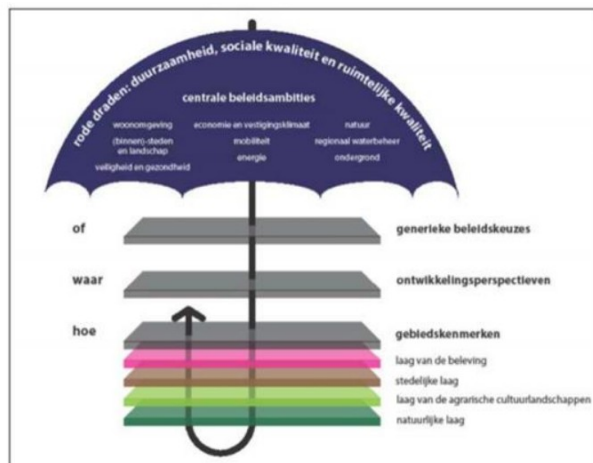 rode draden: duurzaamheid, sociale kwaliteit en ruimtelijke kwaliteit
centrale beleidsambities
woonomgeving
(binnen)-steden
en landschap
veiligheid en gezondheid
economie en vestigingsklimaat
mobiliteit
energie
natuur
regionaal waterbeheer
ondergrond
of
generieke beleidskeuzes
waar
ontwikkelingsperspectieven
hoe
gebiedskenmerken
laag van de beleving
stedelijke laag
laag van de agrarische cultuurlandschappen
natuurlijke laag